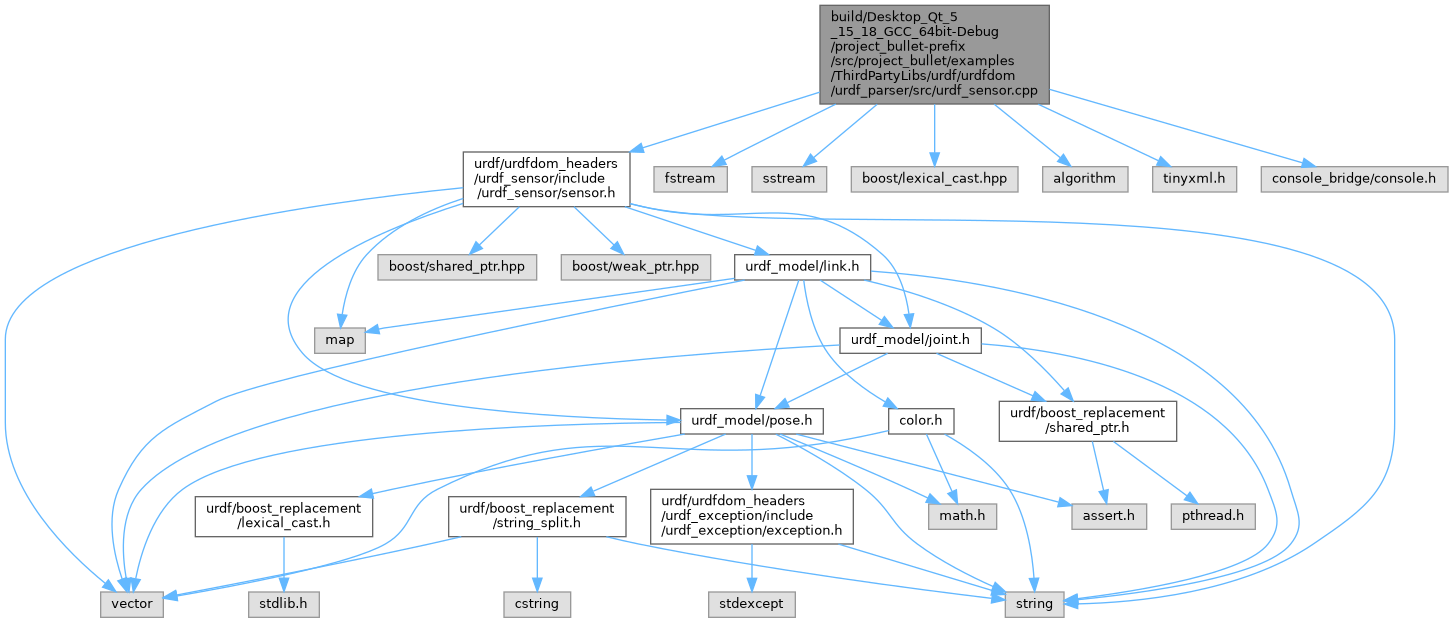 build/Desktop_Qt_5
_15_18_GCC_64bit-Debug
/project_bullet-prefix
/src/project_bullet/examples
/ThirdPartyLibs/urdf/urdfdom
/urdf_parser/src/urdf_sensor.cpp
urdf/urdfdom_headers
/urdf_sensor/include
/urdf_sensor/sensor.h
fstream
sstream
boost/lexical_cast.hpp
algorithm
tinyxml.h
console_bridge/console.h
boost/shared_ptr.hpp
boost/weak_ptr.hpp
urdf_model/link.h
map
urdf_model/joint.h
urdf_model/pose.h
color.h
urdf/boost_replacement
/shared_ptr.h
urdf/boost_replacement
/lexical_cast.h
urdf/boost_replacement
/string_split.h
urdf/urdfdom_headers
/urdf_exception/include
/urdf_exception/exception.h
math.h
assert.h
pthread.h
vector
stdlib.h
cstring
stdexcept
string